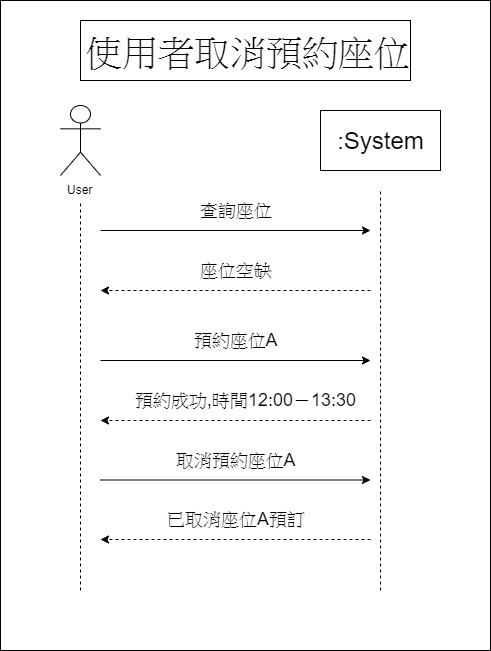 使用者取消預約座位
:System
User
查詢座位
座位空缺
預約座位A
預約成功,時間12:00－13:30
取消預約座位A
已取消座位A預訂